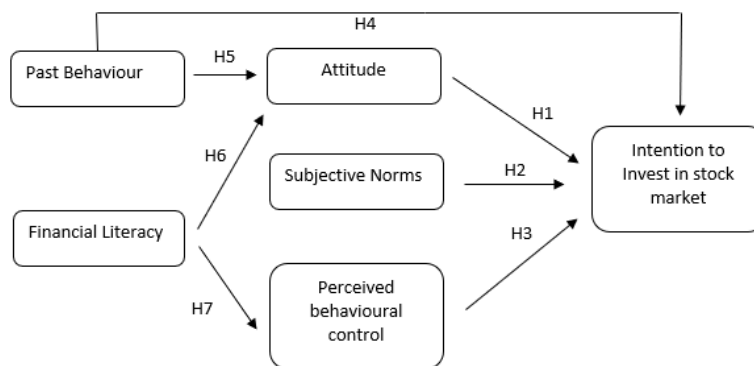 H4
Past Behaviour
H5
Attitude
H1
H6
Subjective Norms
H2
Intention to
Invest in stock
market
Financial Literacy
H3
H7
Perceived
behavioural
control